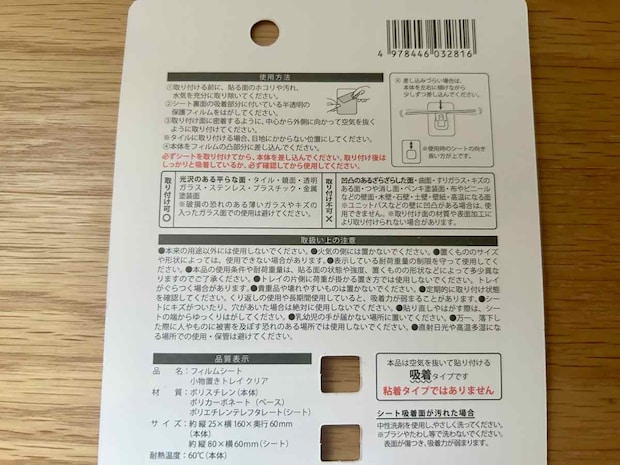 4 978446 032816
使用方法
①取り付ける前に、貼る面のホコリや汚れ、
水気を充分に取り除いてください。
②シート裏面の吸着部分に付いている半透明の
保護フィルムをはがしてください。
③取り付け面に密着するように、中心から外側に向かって空気を抜く
ように取り付けてください。
※タイルに取り付ける場合、目地にかからない位置にしてください。
④本体をフィルムの凸部分に差し込んでください。
必ずシートを取り付けてから、本体を差し込んでください。取り付け後は
しっかりと吸着しているか、必ず確認してから使用してください。
※差し込みづらい場合は、
本体を左右に傾けながら
少しずつ差し込んでください。
※使用時のシートの向き
長い方が上です。
取り付け可〇
光沢のある平らな面・タイル・鏡面・透明
ガラス・ステンレス・プラスチック・金属
塗装面
※破損の恐れのある薄いガラスやキズの
入ったガラス面での使用は避けてください。
取り付け不可×
凹凸のあるざらざらした面・曲面・すりガラス・キズの
ある面・つや消し面・ペンキ塗装面・布やビニール
などの壁面・木壁・石壁・土壁・壁紙・高温になる面
※ユニットバスなどの壁に凹凸がある場合は、使
用できません。※取り付け面の材質や表面加工に
より取り付けられない場合があります。
取扱い上の注意
●本来の用途以外には使用しないでください。●火気の側には置かないでください。●置くもののサイズ
や形状によっては、使用できない場合があります。●表示している耐荷重量の制限を守って使用してく
ださい。●本品の使用条件や耐荷重量は、貼る面の状態や強度、置くものの形状などによって多少異な
りますのでご了承ください。●トレイの片側に荷重が掛かる置き方では使用しないでください。トレイ
がぐらつく場合があります。●貴重品や壊れやすいものは置かないでください。●定期的に取り付け状態
を確認してください。くり返しの使用や長期間使用していると、吸着力が弱まることがあります。●シー
トにキズがついたり、穴があいた場合は絶対に使用しないでください。●貼り直しやはがす際は、シー
トの端からゆっくりはがしてください。●乳幼児の手が届かない場所に置いてください。●万一、落下し
た際に人やものに被害を及ぼす恐れのある場所では使用しないでください。●直射日光や高温多湿にな
る場所での使用・保管は避けてください。
品質表示
品 名：フィルムシート
小物置きトレイ クリア
材 質：ポリスチレン（本体）
ポリカーボネート（ベース）
ポリエチレンテレフタレート（シート）
サ イ ズ：約縦25×横160×奥行60mm
（本体）
約縦80×横60mm（シート）
耐熱温度：60℃（本体）
本品は空気を抜いて貼り付ける
吸着タイプです
粘着タイプではありません
シート吸着面が汚れた場合
中性洗剤を使用し、やさしく洗ってください。
※ブラシやたわし等で洗わないでください。
表面が傷つき、吸着力が弱まります。